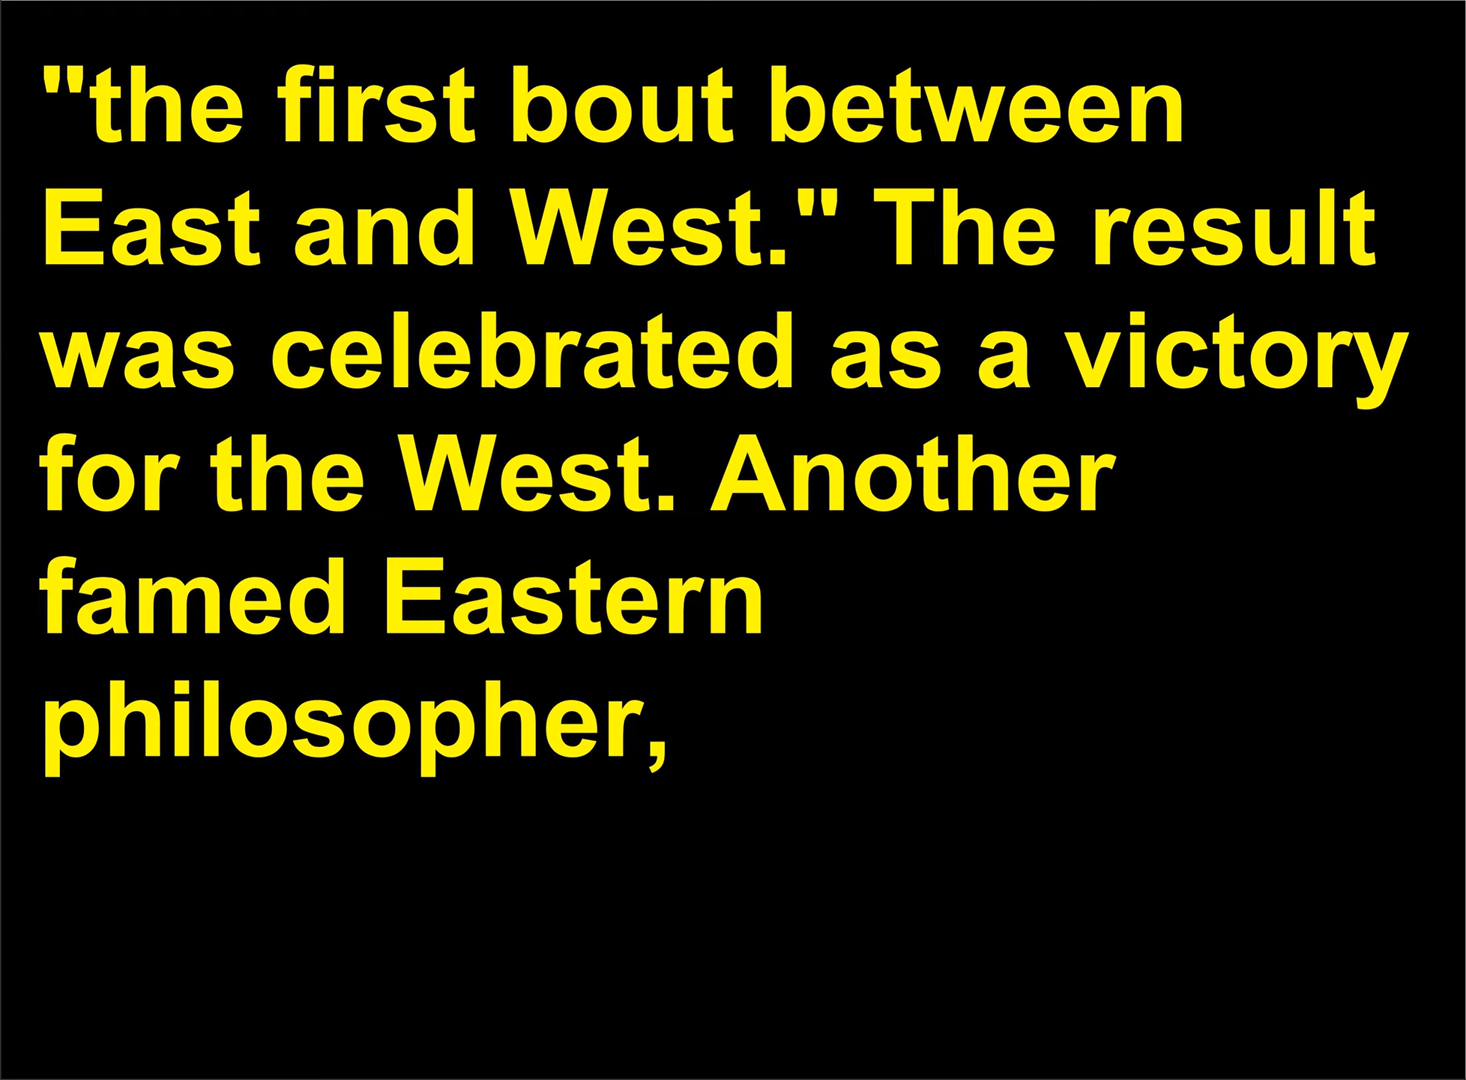 "the first bout between
East and West." The result
was celebrated as a victory
for the West. Another
famed Eastern
philosopher,